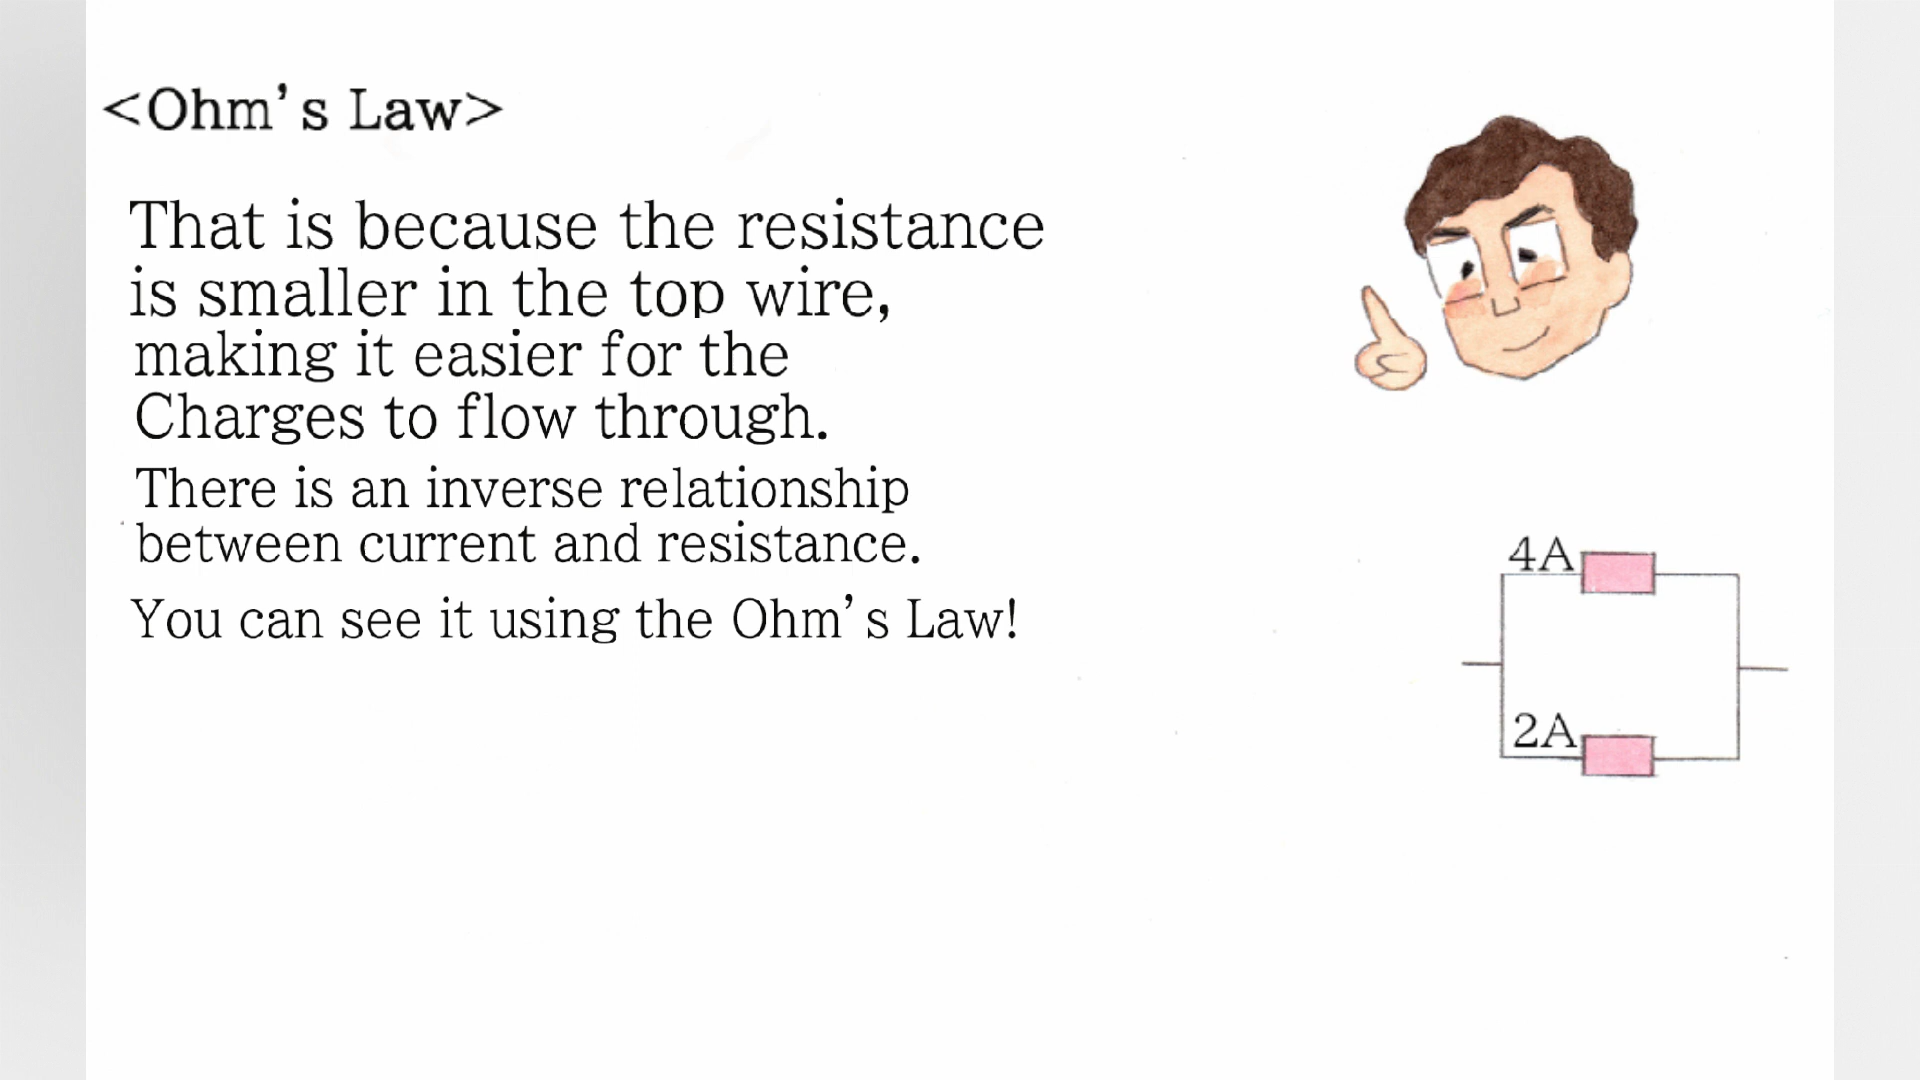 <Ohm's Law>
That is because the resistance
is smaller in the top wire,
making it easier for the
Charges to flow through.
There is an inverse relationship
between current and resistance.
You can see it using the Ohm's Law!
4A
2A